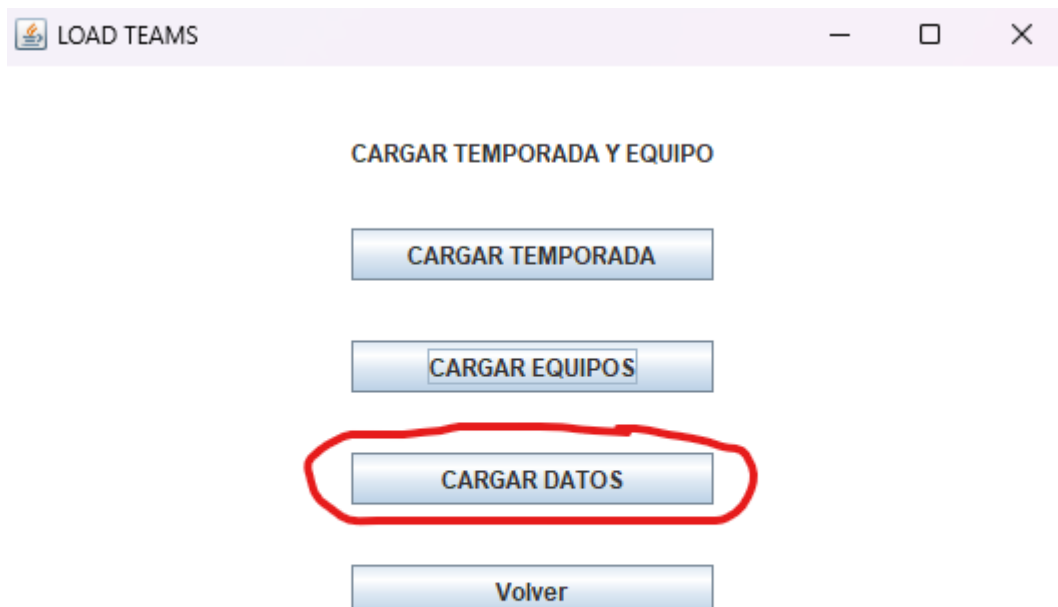 LOAD TEAMS
CARGAR TEMPORADA Y EQUIPO
CARGAR TEMPORADA
CARGAR EQUIPOS
CARGAR DATOS
Volver